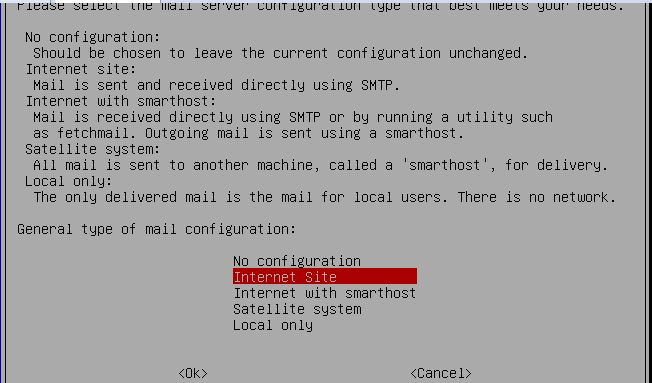 Please select the mail server configuration type that best meets your needs.
No configuration:
Should be chosen to leave the current configuration unchanged.
Internet site:
Mail is sent and received directly using SMTP.
Internet with smarthost:
Mail is received directly using SMTP or by running a utility such
as fetchmail. Outgoing mail is sent using a smarthost.
Satellite system:
All mail is sent to another machine, called a 'smarthost', for delivery.
Local only:
The only delivered mail is the mail for local users. There is no network.
General type of mail configuration:
No configuration
Internet Site
Internet with smarthost
Satellite system
Local only
<Ok> <Cancel>